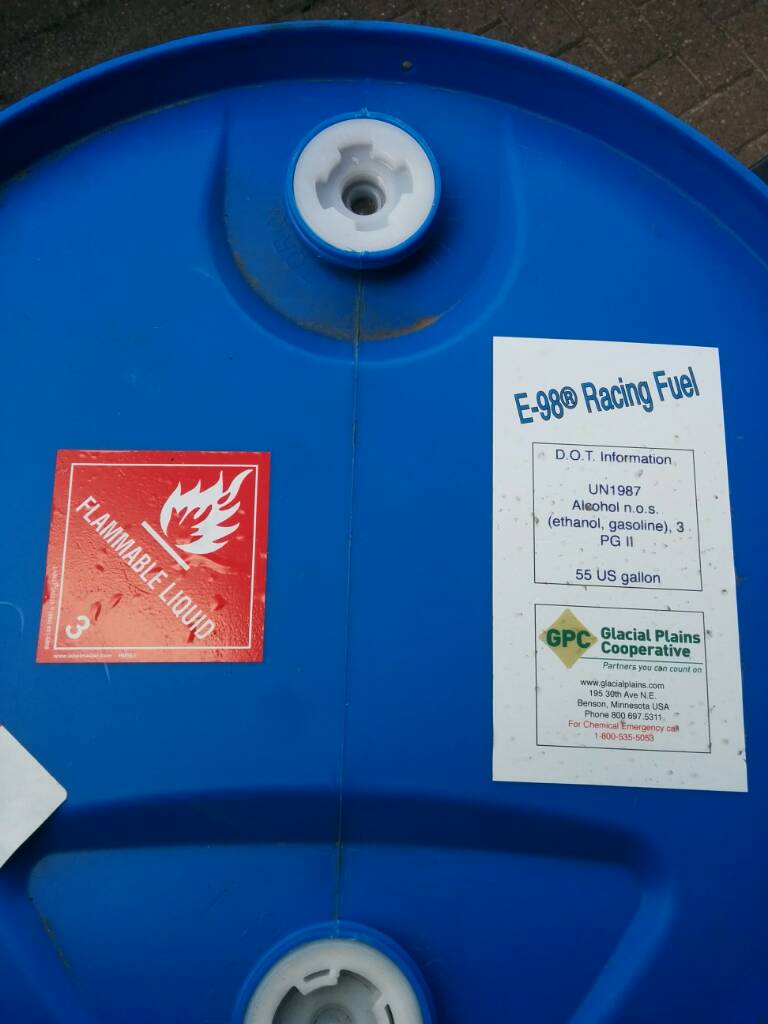 E-98® Racing Fuel
D.O.T. Information
UN1987
Alcohol n.o.s.
(ethanol, gasoline), 3
PG II
55 US gallon
GPC
Glacial Plains
Cooperative
Partners you can count on
www.glacialplains.com
195 30th Ave N.E.
Benson, Minnesota USA
Phone 800.697.5311
For Chemical Emergency call
1-800-535-5053
FLAMMABLE LIQUID
3